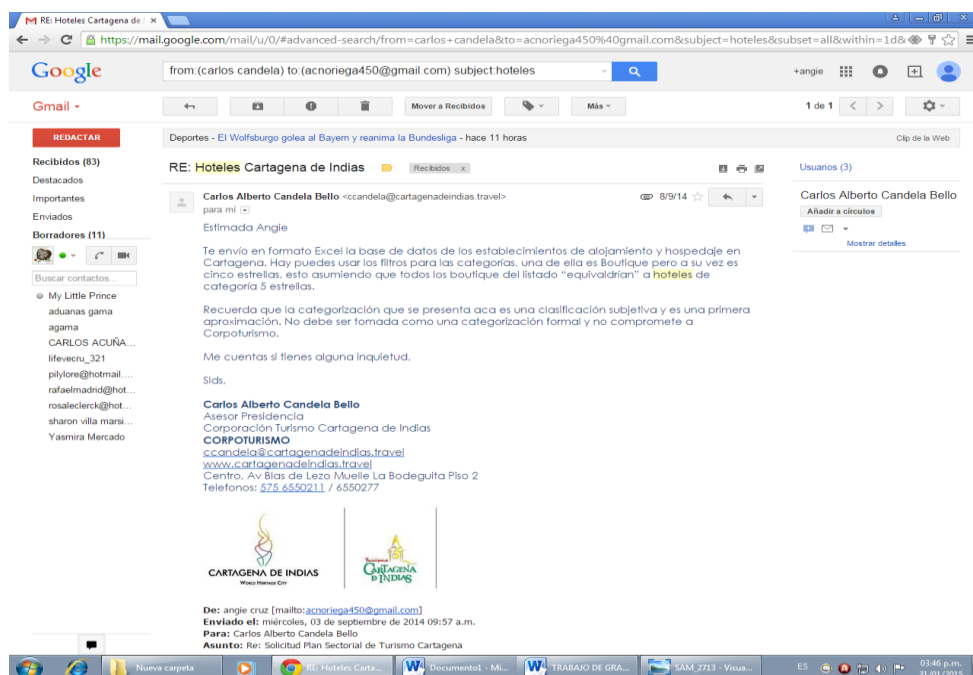 RE: Hoteles Cartagena de I
https://mail.google.com/mail/u/0/#advanced-search/from=carlos+candela&to=acnoriega450%40gmail.com&subject=hoteles&subset=all&within=1d&
Google
from:(carlos candela) to:(acnoriega450@gmail.com) subject:hoteles
+angie
Gmail
Mover a Recibidos
Más
1 de 1
REDACTAR
Deportes - El Wolfsburgo golea al Bayern y reanima la Bundesliga - hace 11 horas
Clip de la Web
Recibidos (83)
Destacados
Importantes
Enviados
Borradores (11)
Buscar contactos...
My Little Prince
aduanas gama
agama
CARLOS ACUÑA...
lifevecru_321
pilylore@hotmail....
rafaelmadrid@hot...
rosaleclerck@hot...
sharon villa marsi...
Yasmira Mercado
RE: Hoteles Cartagena de Indias
Recibidos x
Carlos Alberto Candela Bello <ccandela@cartagenadeindias.travel>
8/9/14
para mí
Estimada Angie
Te envío en formato Excel la base de datos de los establecimientos de alojamiento y hospedaje en
Cartagena. Hay puedes usar los filtros para las categorías, una de ella es Boutique pero a su vez es
cinco estrellas, esto asumiendo que todos los boutique del listado “equivaldrían” a hoteles de
categoría 5 estrellas.
Recuerda que la categorización que se presenta aca es una clasificación subjetiva y es una primera
aproximación. No debe ser tomada como una categorización formal y no compromete a
Corpoturismo.
Me cuentas si tienes alguna inquietud,
Slds,
Carlos Alberto Candela Bello
Asesor Presidencia
Corporación Turismo Cartagena de Indias
CORPOTURISMO
ccandela@cartagenadeindias.travel
www.cartagenadeindias.travel
Centro, Av Blas de Lezo Muelle La Bodeguita Piso 2
Telefonos: 575 6550211 / 6550277
CARTAGENA DE INDIAS
World Heritage City
Turismo
CARTAGENA
D INDIAS
De: angie cruz [mailto:acnoriega450@gmail.com]
Enviado el: miércoles, 03 de septiembre de 2014 09:57 a.m.
Para: Carlos Alberto Candela Bello
Asunto: Re: Solicitud Plan Sectorial de Turismo Cartagena
Usuarios (3)
Carlos Alberto Candela Bello
Añadir a círculos
Mostrar detalles
Nueva carpeta
RE: Hoteles Carta...
Documento1 - Mi...
TRABAJO DE GRA...
SAM_2713 - Visua...
ES
03:46 p.m.
31/01/2015